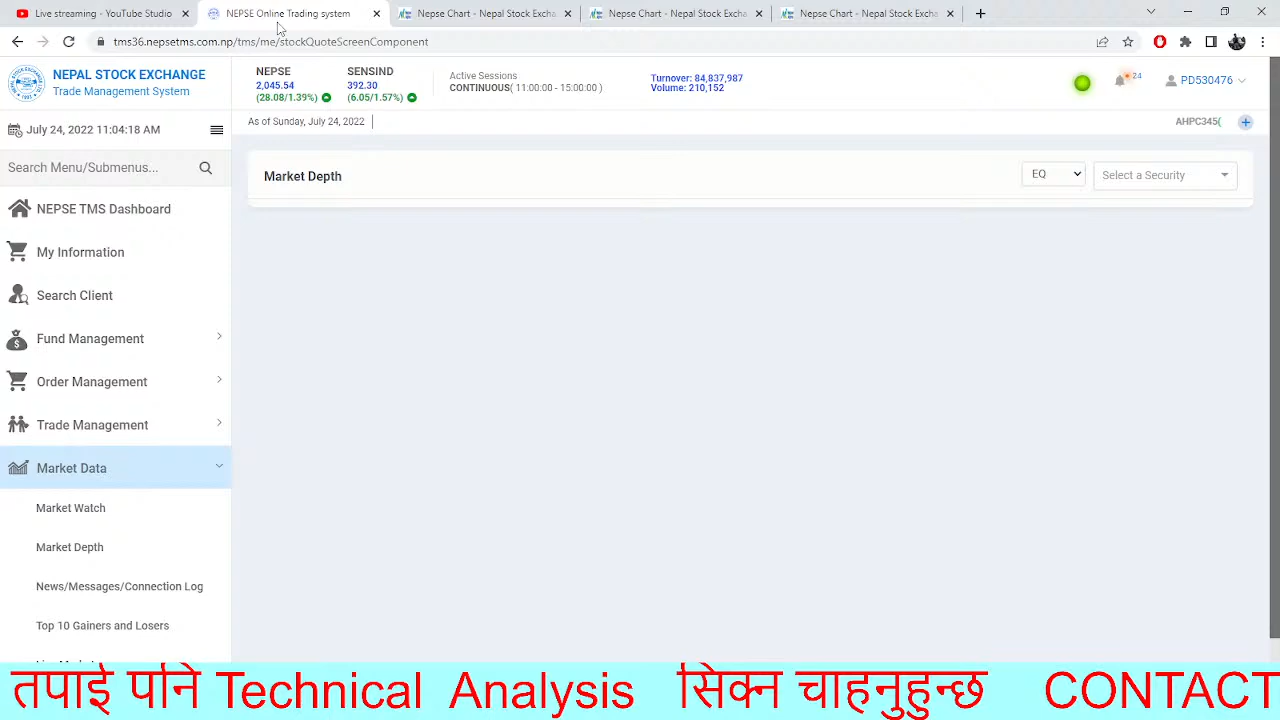 Live streaming - YouTube Studio
NEPSE Online Trading system
Nepse Chart - Nepal Stock Excha
Nepse Chart - Nepal Stock Excha
Nepse Chart - Nepal Stock Excha
tms36.nepsetms.com.np/tms/me/stockQuoteScreenComponent
NEPAL STOCK EXCHANGE
Trade Management System
NEPSE
2,045.54
(28.08/1.39%)
SENSIND
392.30
(6.05/1.57%)
Active Sessions
CONTINUOUS( 11:00:00 - 15:00:00 )
Turnover: 84,837,987
Volume: 210,152
24
PD530476
July 24, 2022 11:04:18 AM
As of Sunday, July 24, 2022
AHPC345(
Search Menu/Submenus...
Market Depth
EQ
Select a Security
NEPSE TMS Dashboard
My Information
Search Client
Fund Management
Order Management
Trade Management
Market Data
Market Watch
Market Depth
News/Messages/Connection Log
Top 10 Gainers and Losers
तपाई पनि Technical Analysis सिक्न चाहनुहुन्छ CONTACT